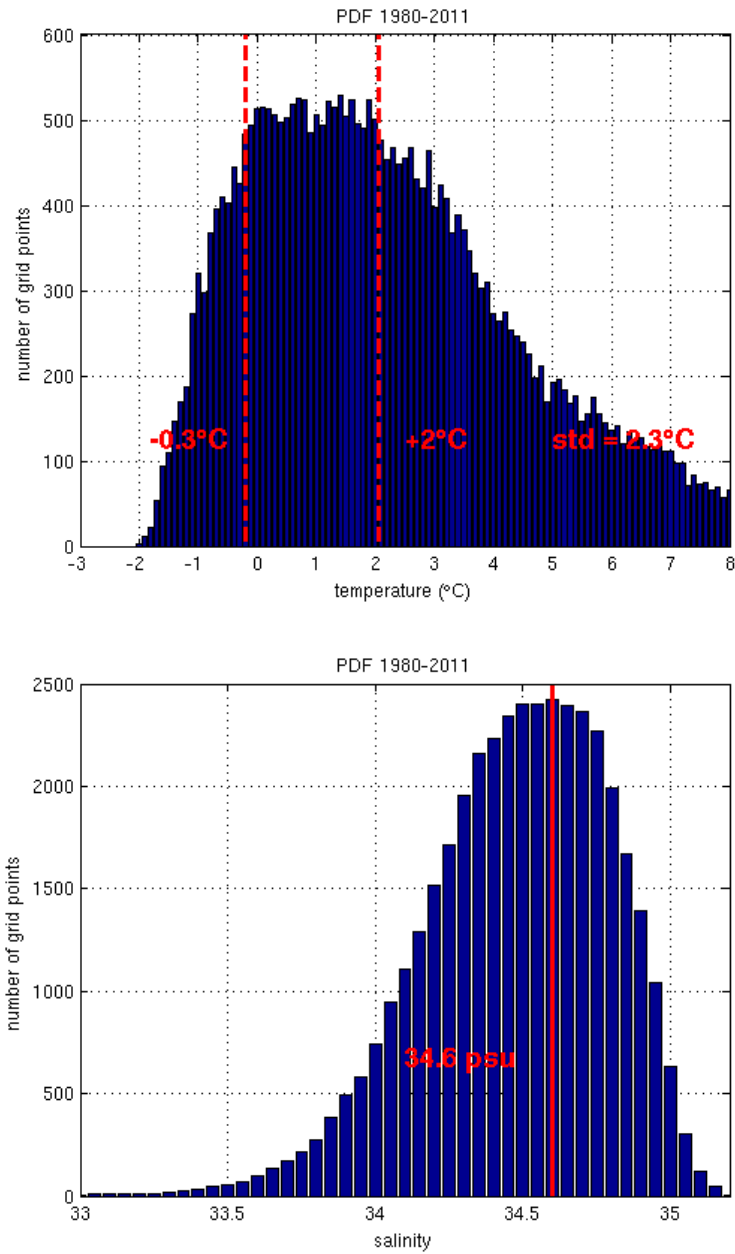 PDF 1980-2011
600
500
400
300
200
100
0
number of grid points
-0.3°C
+2°C
std = 2.3°C
-3 -2 -1 0 1 2 3 4 5 6 7 8
temperature (°C)
PDF 1980-2011
2500
2000
1500
1000
500
0
number of grid points
34.6 psu
33 33.5 34 34.5 35
salinity